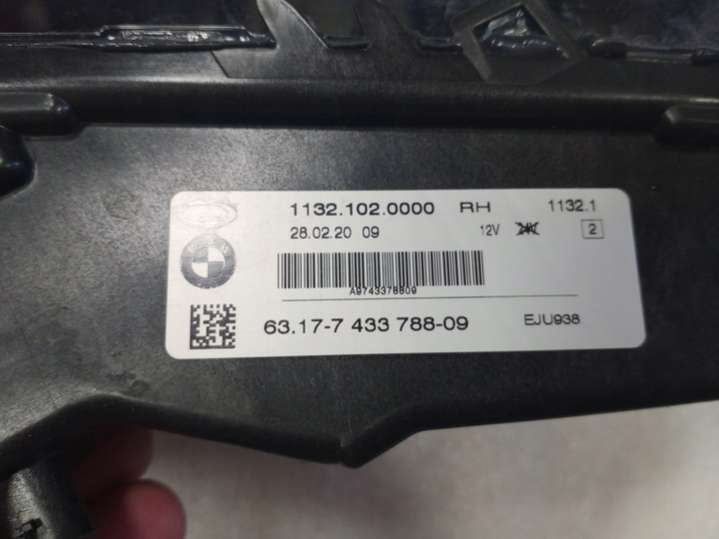 1132.102.0000 RH 1132.1
28.02.20 09 12V 2
A9743378809
63.17-7 433 788-09 EJU938